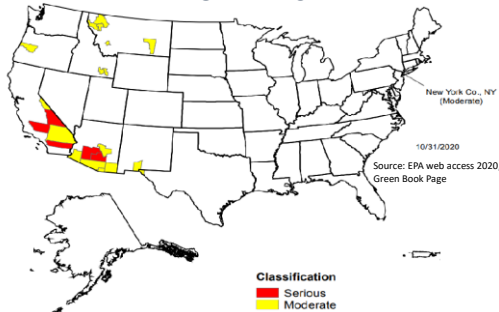 New York Co., NY
(Moderate)
10/31/2020
Source: EPA web access 2020,
Green Book Page
Classification
Serious
Moderate